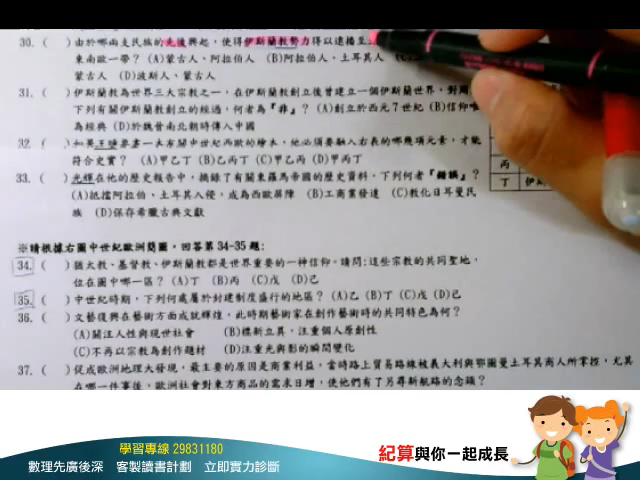 30. ( ) 由於哪兩支民族的先後興起，使得伊斯蘭教勢力得以遠播至
東南歐一帶？ (A)蒙古人、阿拉伯人 (B)阿拉伯人、土耳其人
蒙古人 (D)波斯人、蒙古人
31. ( ) 伊斯蘭教為世界三大宗教之一，在伊斯蘭教創立後曾建立一個伊斯蘭世界，對
下列有關伊斯蘭教創立的經過，何者為『非』？ (A)創立於西元7世紀 (B)信仰唯
為經典 (D)於魏晉南北朝時傳入中國
32. ( ) 如英王瞳要畫一本有關中世紀西歐的繪本，他必須要融入右表的哪幾項元素，才能
符合史實？ (A)甲乙丁 (B)乙丙丁 (C)甲乙丙 (D)甲丙丁
丙
33. ( ) 光輝在他的歷史報告中，摘錄了有關東羅馬帝國的歷史資料，下列何者『錯誤』？
丁 伊斯
(A)抵擋阿拉伯、土耳其入侵，成為西歐屏障 (B)工商業發達 (C)教化日耳曼民
族 (D)保存希臘古典文獻
※請根據右圖中世紀歐洲簡圖，回答第34-35題：
34. ( ) 猶太教、基督教、伊斯蘭教都是世界重要的一神信仰。請問：這些宗教的共同聖地，
位在圖中哪一區？ (A)丁 (B)丙 (C)戊 (D)己
35. ( ) 中世紀時期，下列何處屬於封建制度盛行的地區？ (A)乙 (B)丁 (C)戊 (D)己
36. ( ) 文藝復興在藝術方面成就輝煌，此時期藝術家在創作藝術時的共同特色為何？
(A)關注人性與現世社會 (B)標新立異，注重個人原創性
(C)不再以宗教為創作題材 (D)注重光與影的瞬間變化
37. ( ) 促成歐洲地理大發現，最主要的原因是商業利益，當時路上貿易路線被義大利與鄂圖曼土耳其商人所掌控，尤其
在哪一件事後，歐洲社會對東方商品的需求日增，使他們有了另尋新航路的念頭？
學習專線 29831180
數理先廣後深 客製讀書計劃 立即實力診斷
紀算與你一起成長